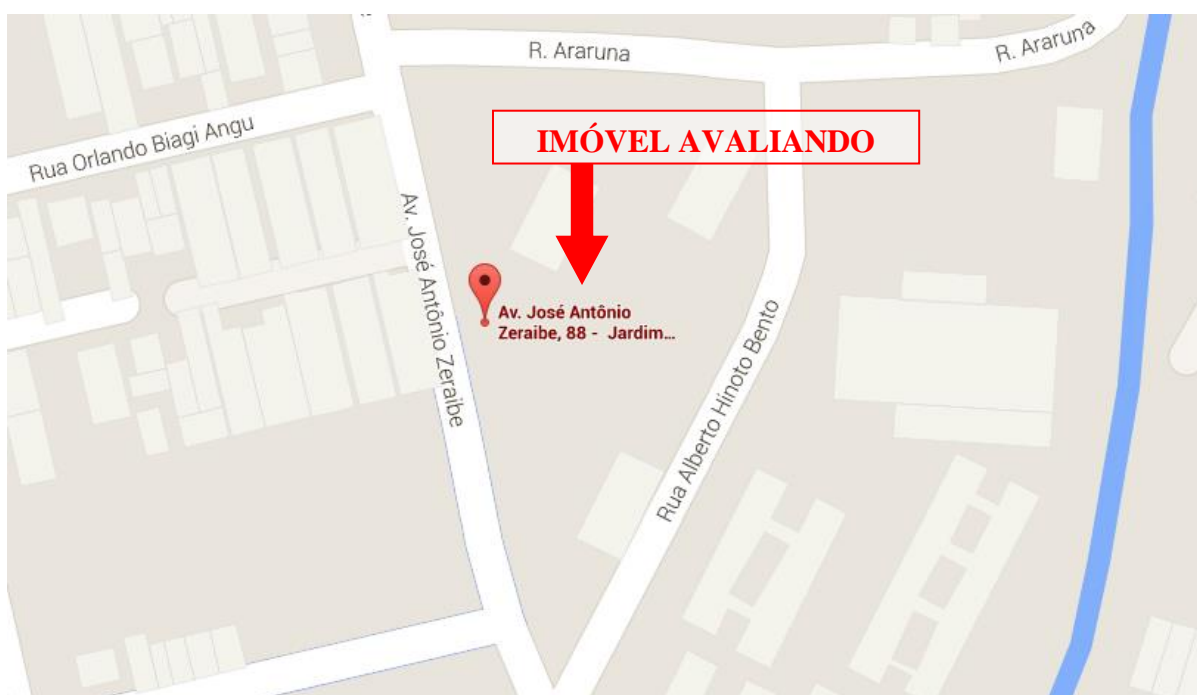 R. Araruna
R. Araruna
Rua Orlando Biagi Angu
IMÓVEL AVALIANDO
Av. José Antônio Zeraibe
Av. José Antônio
Zeraibe, 88 - Jardim...
Rua Alberto Hinoto Bento